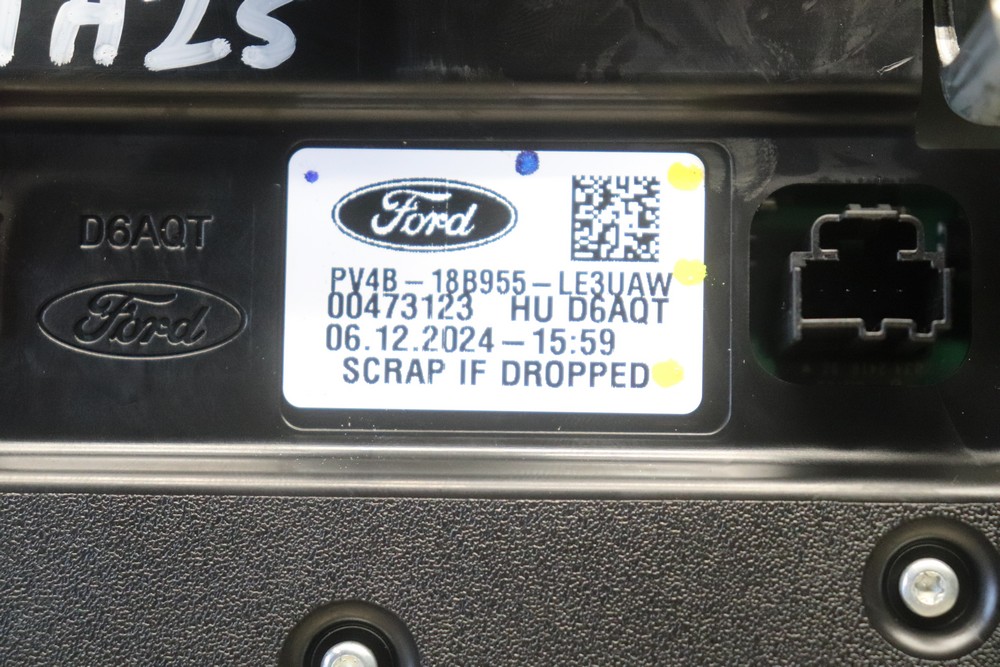 D6AQT
Ford
Ford
PV4B-18B955-LE3UAW
00473123 HU D6AQT
06.12.2024-15:59
SCRAP IF DROPPED